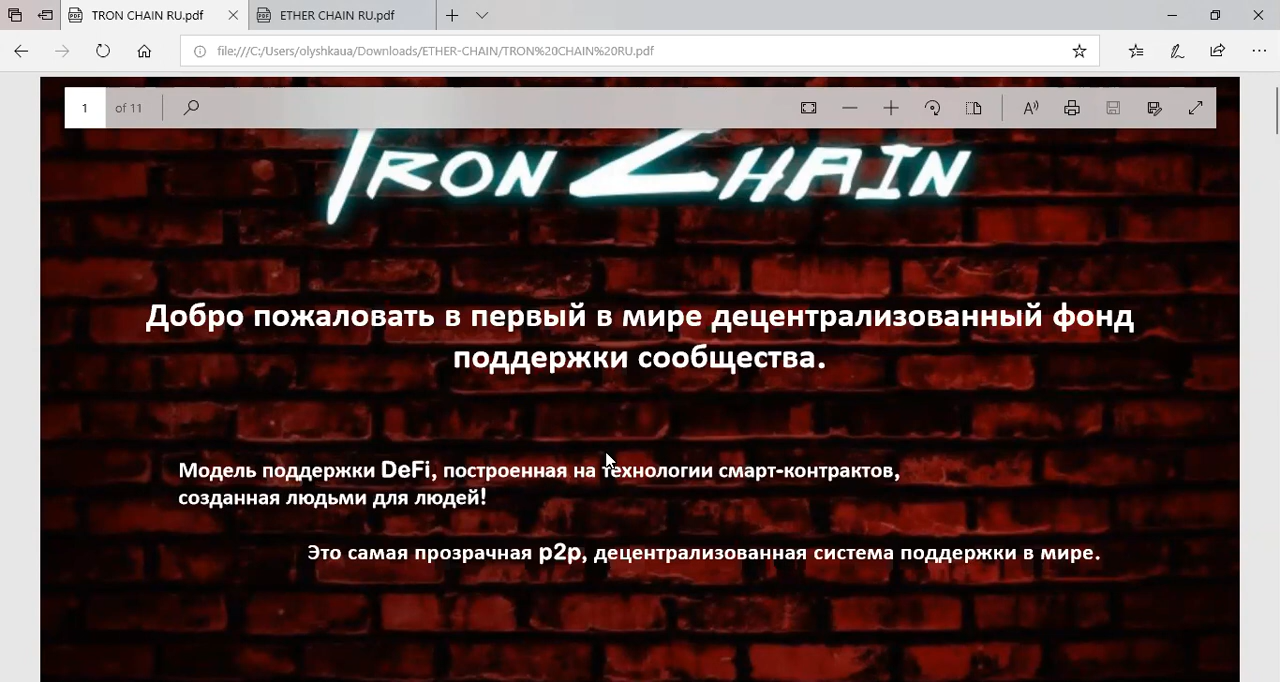 TRON CHAIN RU.pdf
ETHER CHAIN RU.pdf
file:///C:/Users/olyshkaua/Downloads/ETHER-CHAIN/TRON%20CHAIN%20RU.pdf
1 of 11
TRON CHAIN
Добро пожаловать в первый в мире децентрализованный фонд
поддержки сообщества.
Модель поддержки DeFi, построенная на технологии смарт-контрактов,
созданная людьми для людей!
Это самая прозрачная p2p, децентрализованная система поддержки в мире.